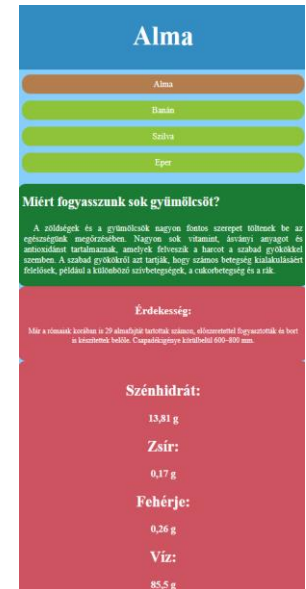 Alma
Alma
Banán
Szilva
Eper
Miért fogyasszunk sok gyümölcsöt?
A zöldségek és a gyümölcsök nagyon fontos szerepet töltenek be az
egészségünk megőrzésében. Nagyon sok vitamint, ásványi anyagot és
antioxidánst tartalmaznak, amelyek felveszik a harcot a szabad gyökökkel
szemben. A szabad gyökökről azt tartják, hogy számos betegség kialakulásáért
felelősek, például a különböző szívbetegségek, a cukorbetegség és a rák.
Érdekesség:
Már a rómaiak korában is 29 almafajtát tartottak számon, előszeretettel fogyasztották és bort
is készítettek belőle. Csapadékigénye körülbelül 600–800 mm.
Szénhidrát:
13,81 g
Zsír:
0,17 g
Fehérje:
0,26 g
Víz:
85,5 g